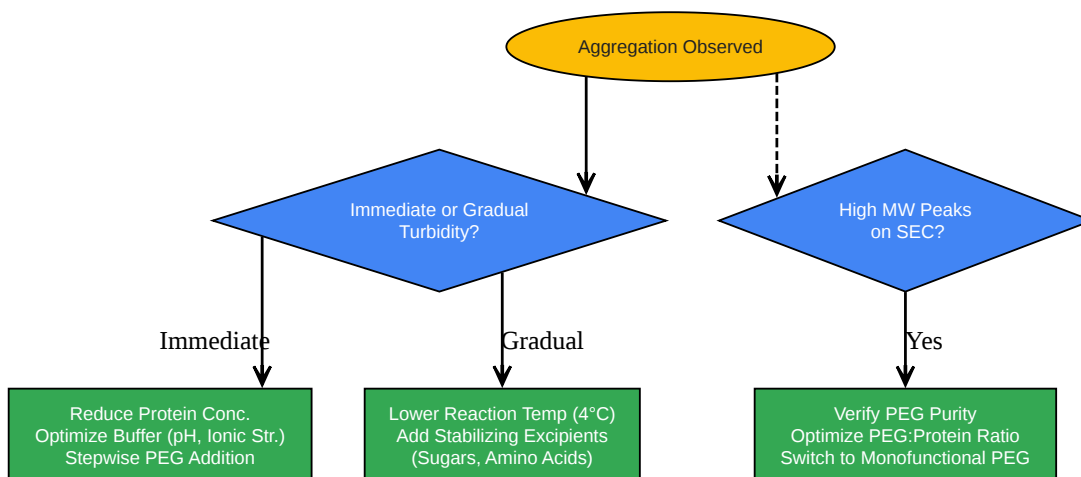 Aggregation Observed
Immediate or Gradual
Turbidity?
High MW Peaks
on SEC?
Immediate
Gradual
Yes
Reduce Protein Conc.
Optimize Buffer (pH, Ionic Str.)
Stepwise PEG Addition
Lower Reaction Temp (4°C)
Add Stabilizing Excipients
(Sugars, Amino Acids)
Verify PEG Purity
Optimize PEG:Protein Ratio
Switch to Monofunctional PEG